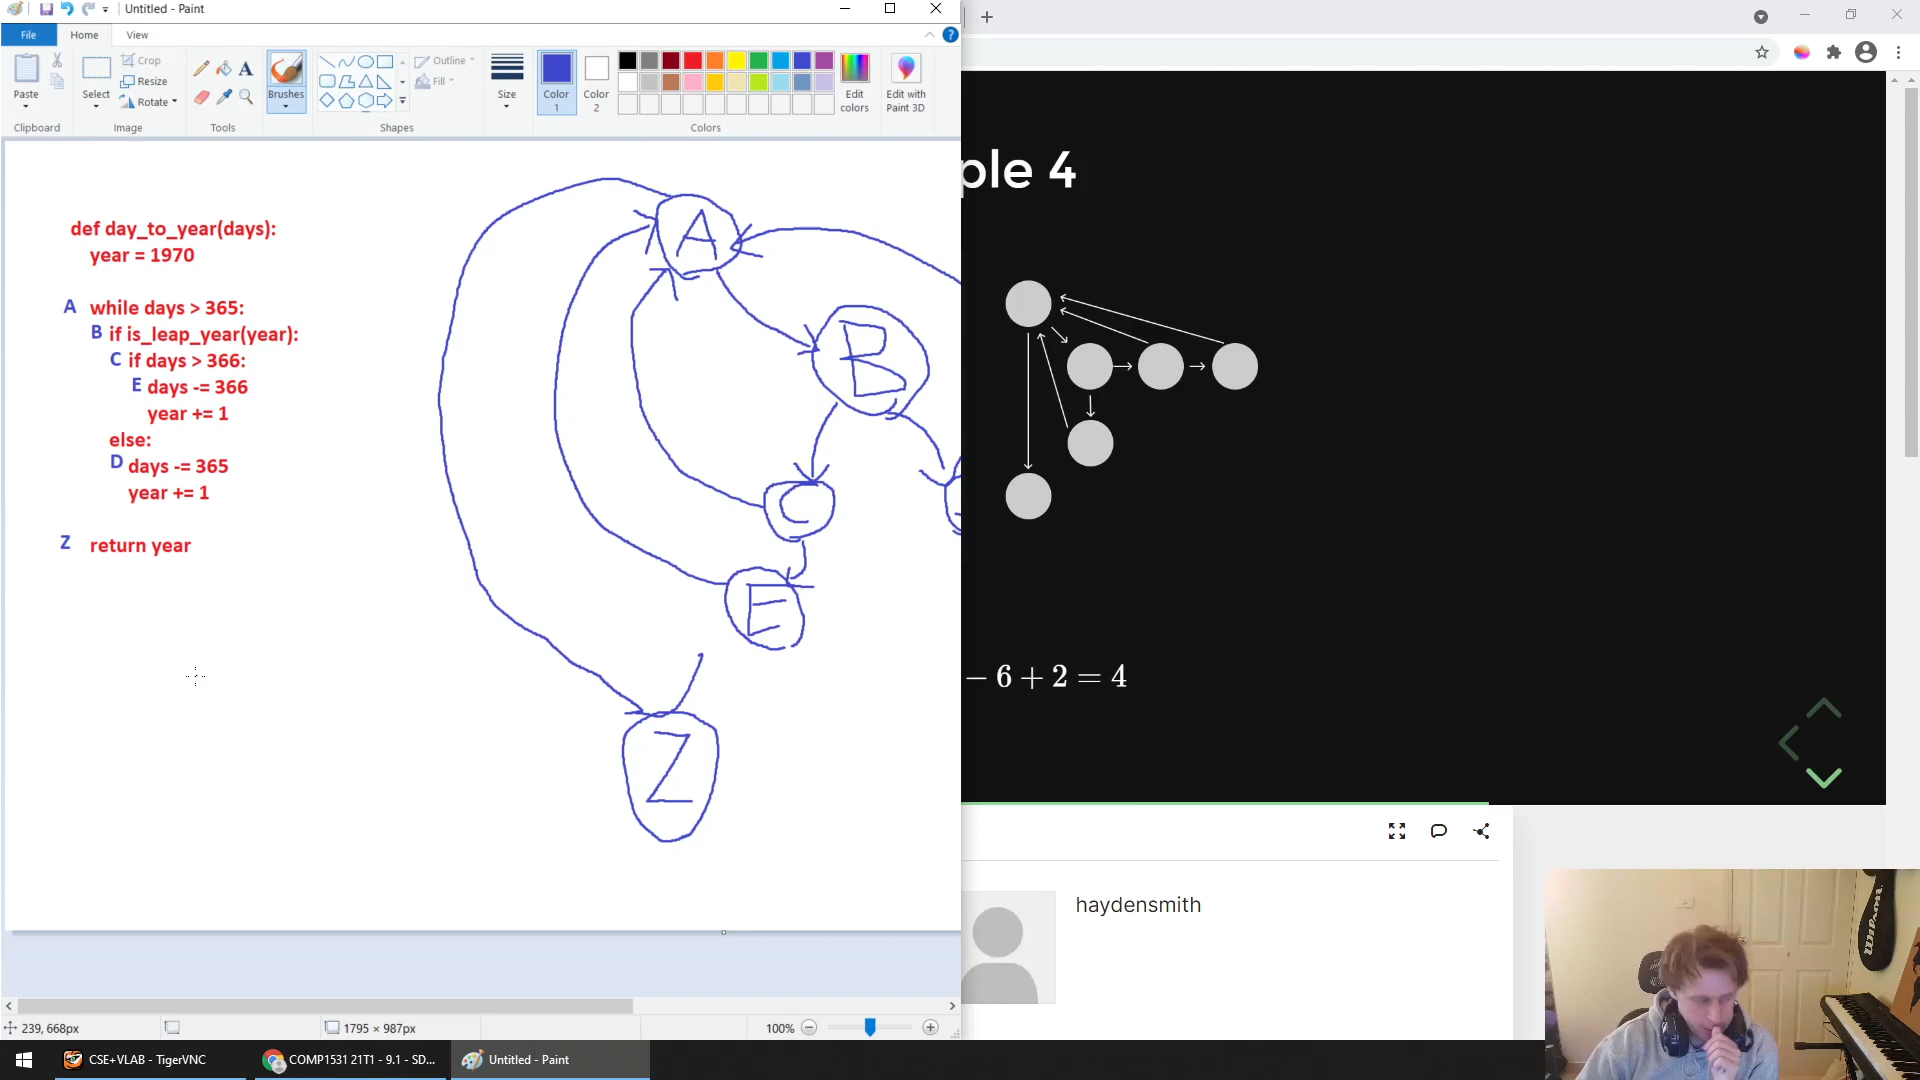 Untitled - Paint
File
Home
View
Paste
Crop
Resize
Rotate
Select
Brushes
Outline
Fill
Size
Color
1
Color
2
Edit
colors
Edit with
Paint 3D
Clipboard
Image
Tools
Shapes
Colors
def day_to_year(days):
year = 1970
A while days > 365:
B if is_leap_year(year):
C if days > 366:
E days -= 366
year += 1
else:
D days -= 365
year += 1
Z return year
A
B
C
E
Z
ple 4
− 6 + 2 = 4
haydensmith
239, 668px
1795 × 987px
100%
CSE+VLAB - TigerVNC
COMP1531 21T1 - 9.1 - SD...
Untitled - Paint
Wilson